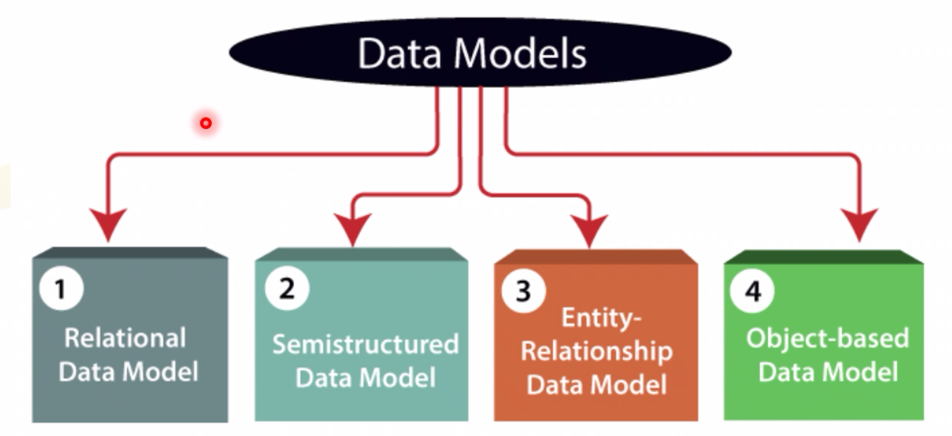 Data Models
1
Relational
Data Model
2
Semistructured
Data Model
3
Entity-
Relationship
Data Model
4
Object-based
Data Model